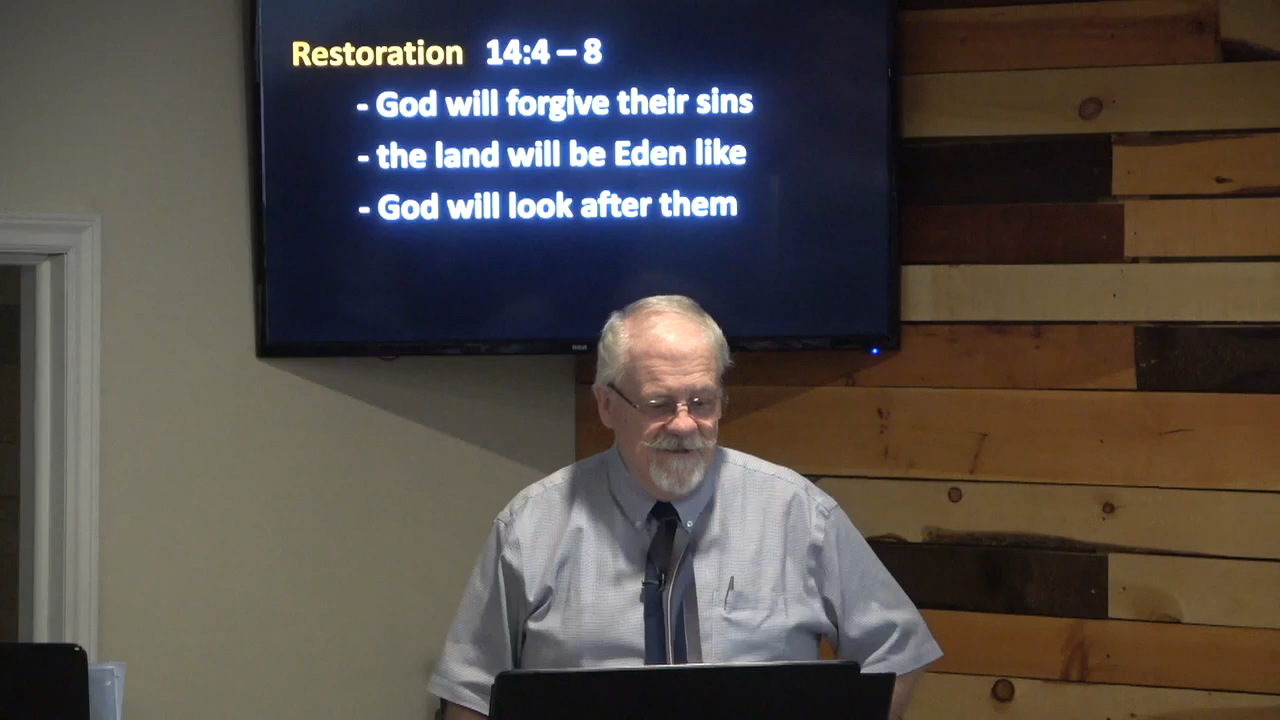 Restoration 14:4 – 8
- God will forgive their sins
- the land will be Eden like
- God will look after them
RCA